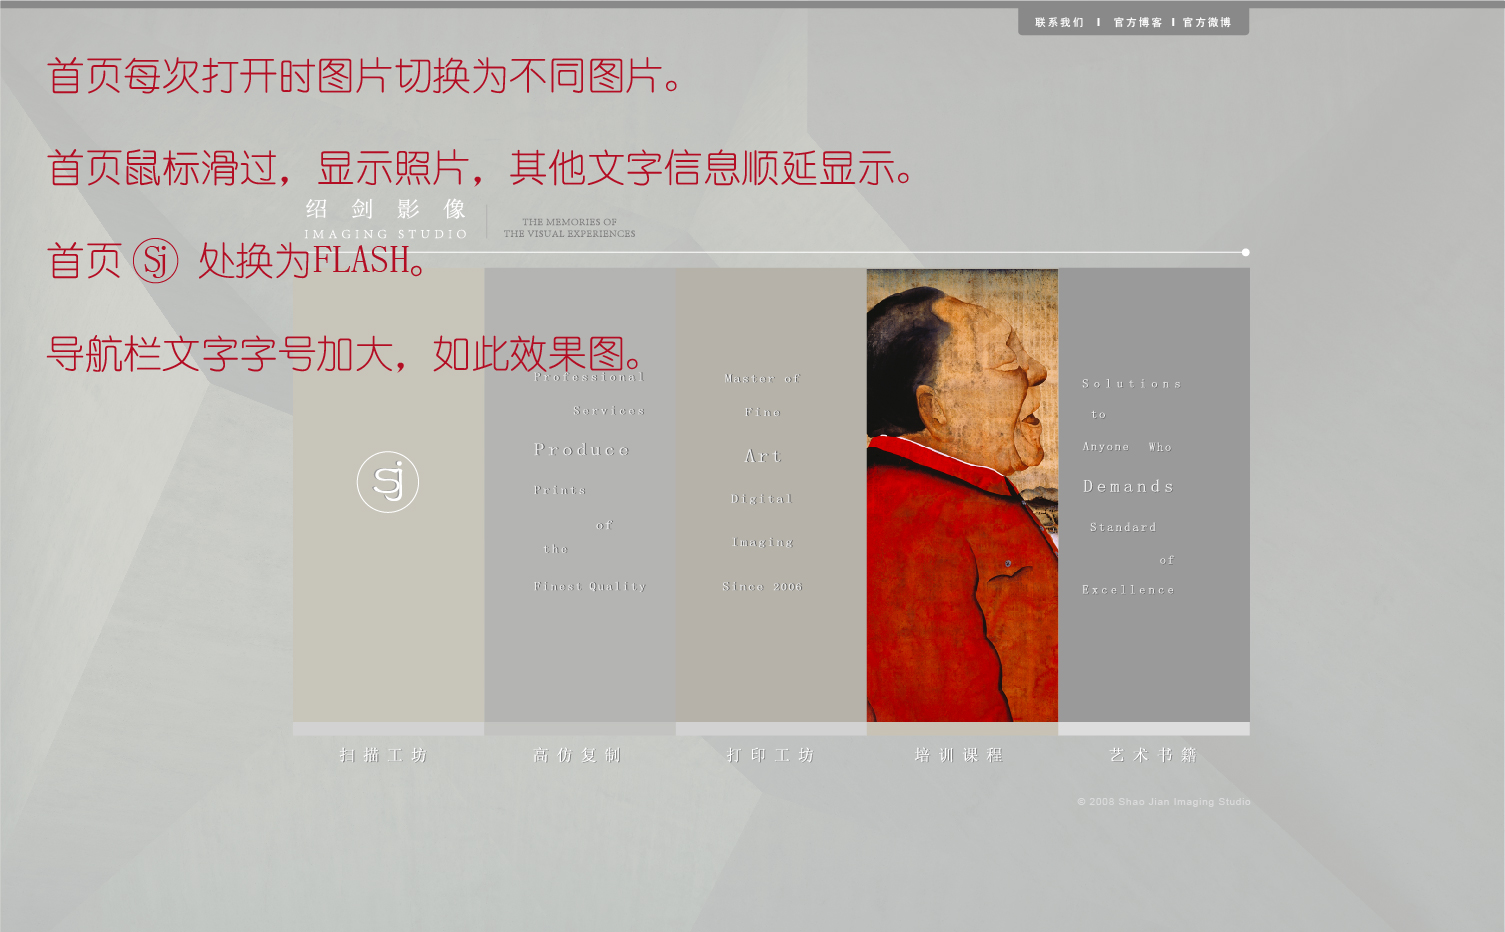 联系我们 | 官方博客 | 官方微博
首页每次打开时图片切换为不同图片。
首页鼠标滑过，显示照片，其他文字信息顺延显示。
绍剑影像
IMAGING STUDIO
THE MEMORIES OF
THE VISUAL EXPERIENCES
首页 Sj 处换为FLASH。
导航栏文字字号加大，如此效果图。
sj
Professional
Services
Produce
Prints
of
the
Finest Quality
Master of
Fine
Art
Digital
Imaging
Since 2006
Solutions
to
Anyone Who
Demands
Standard
of
Excellence
扫描工坊
高仿复制
打印工坊
培训课程
艺术书籍
© 2008 Shao Jian Imaging Studio